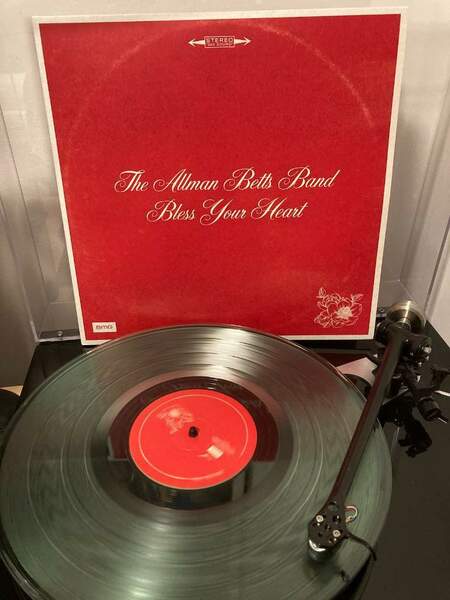 STEREO
The Allman Betts Band
Bless Your Heart
BMG